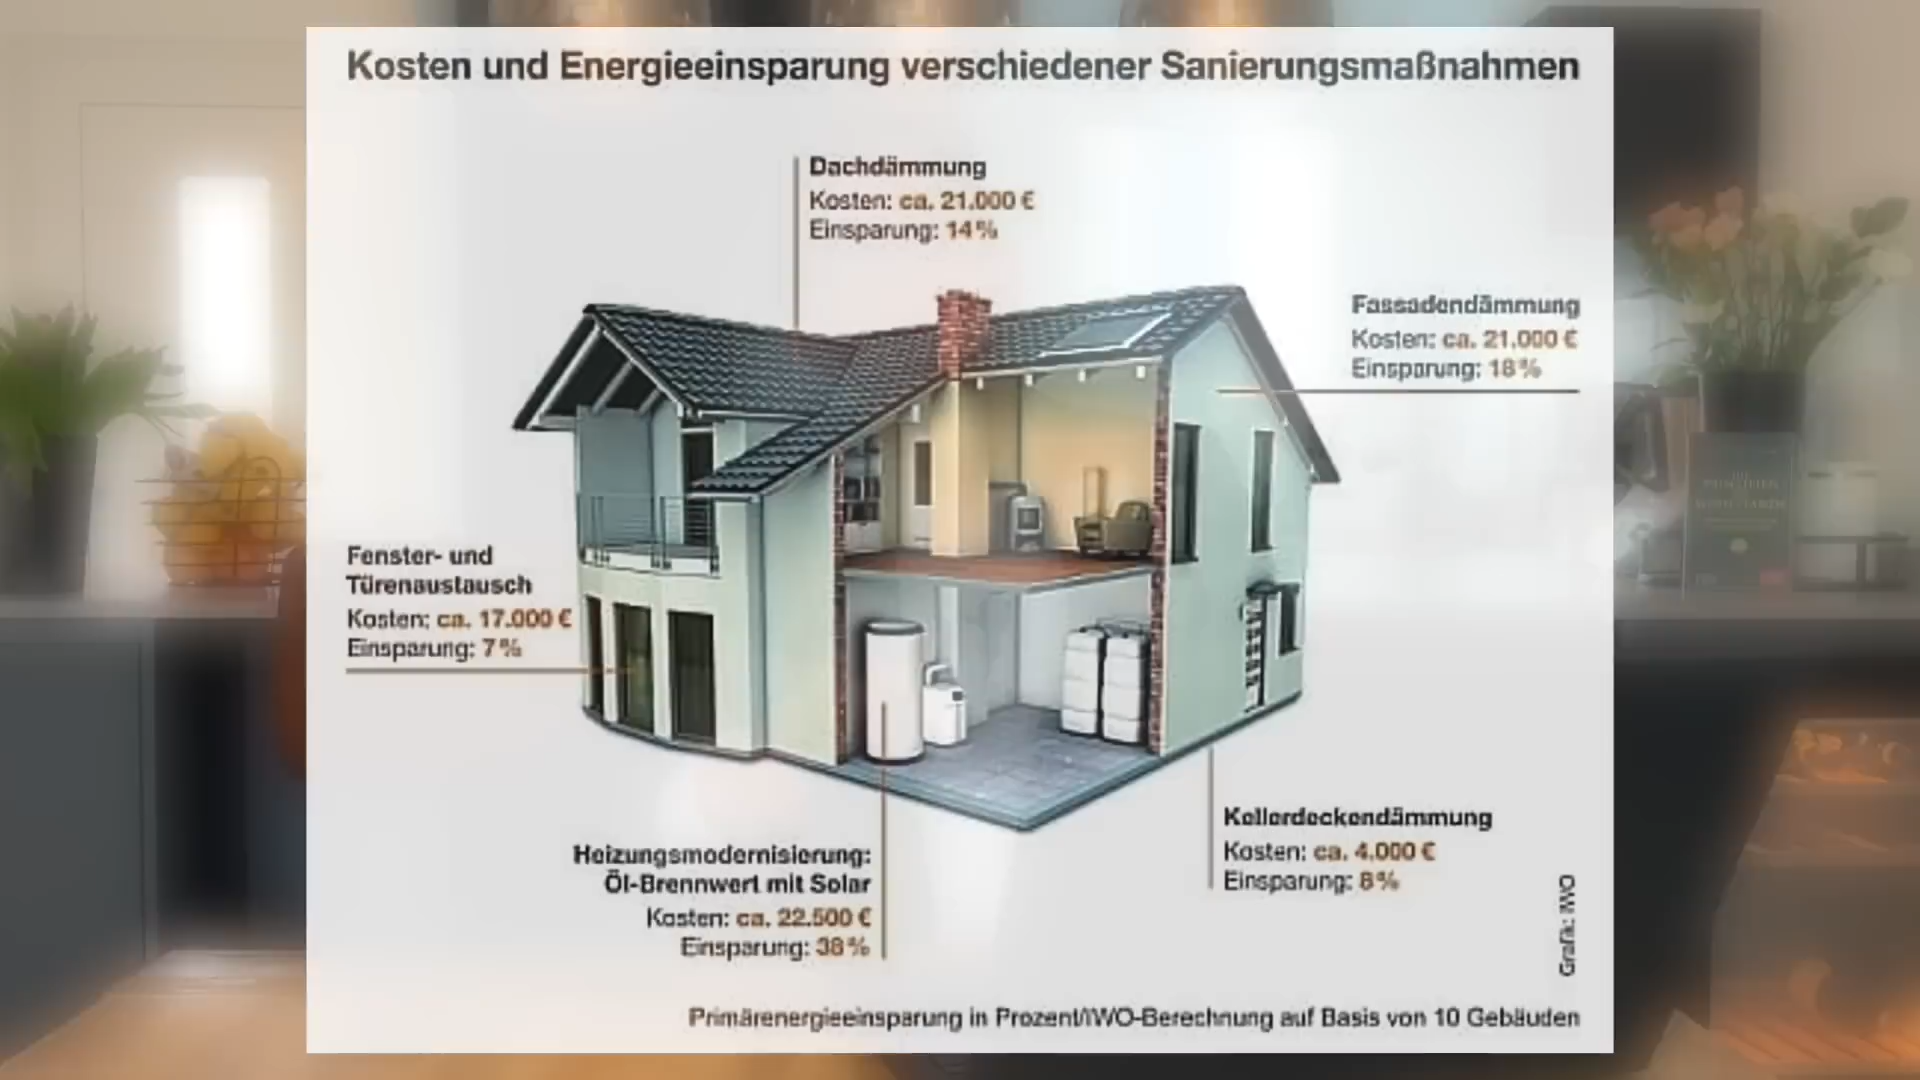 Kosten und Energieeinsparung verschiedener Sanierungsmaßnahmen
Dachdämmung
Kosten: ca. 21.000 €
Einsparung: 14%
Fassadendämmung
Kosten: ca. 21.000 €
Einsparung: 18%
Fenster- und
Türenaustausch
Kosten: ca. 17.000 €
Einsparung: 7%
Heizungsmodernisierung:
Öl-Brennwert mit Solar
Kosten: ca. 22.500 €
Einsparung: 38%
Kellerdeckendämmung
Kosten: ca. 4.000 €
Einsparung: 8%
Grafik: IWO
Primärenergieeinsparung in Prozent/IWO-Berechnung auf Basis von 10 Gebäuden